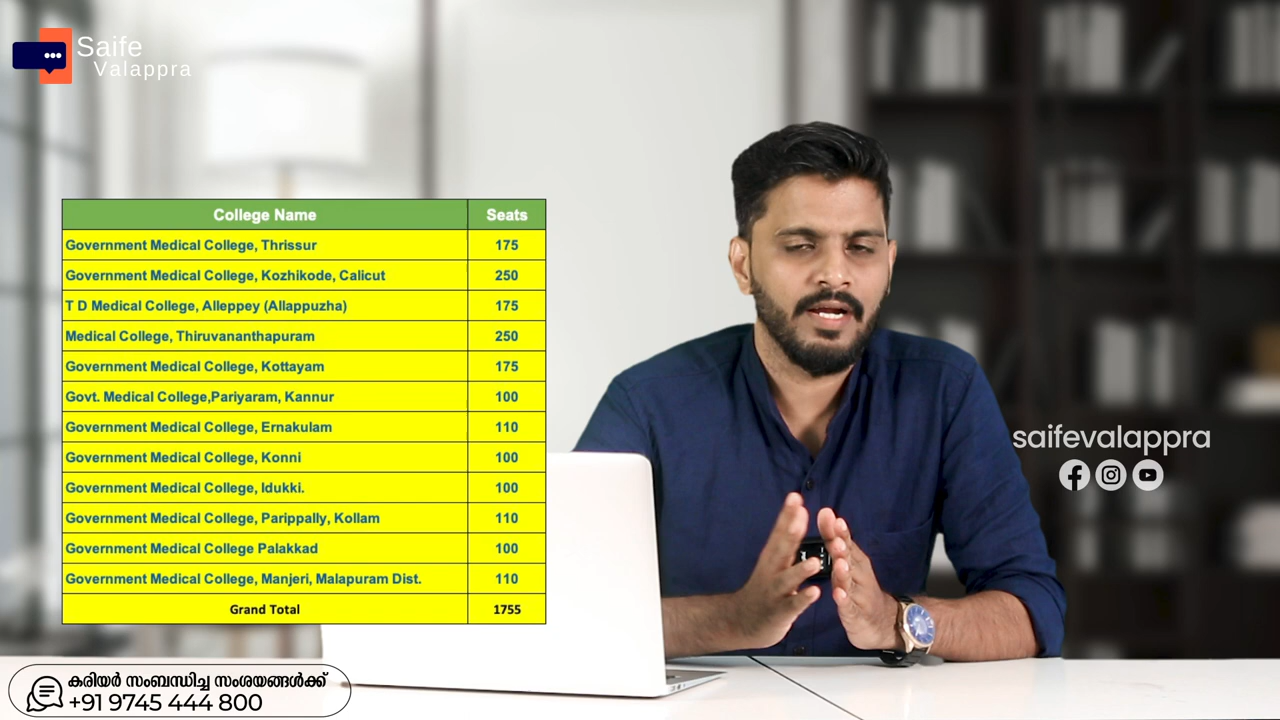 Saife
Valappra
College Name Seats
Government Medical College, Thrissur 175
Government Medical College, Kozhikode, Calicut 250
T D Medical College, Alleppey (Allappuzha) 175
Medical College, Thiruvananthapuram 250
Government Medical College, Kottayam 175
Govt. Medical College,Pariyaram, Kannur 100
Government Medical College, Ernakulam 110
Government Medical College, Konni 100
Government Medical College, Idukki. 100
Government Medical College, Parippally, Kollam 110
Government Medical College Palakkad 100
Government Medical College, Manjeri, Malapuram Dist. 110
Grand Total 1755
saifevalappra
കരിയർ സംബന്ധിച്ച സംശയങ്ങൾക്ക്
+91 9745 444 800